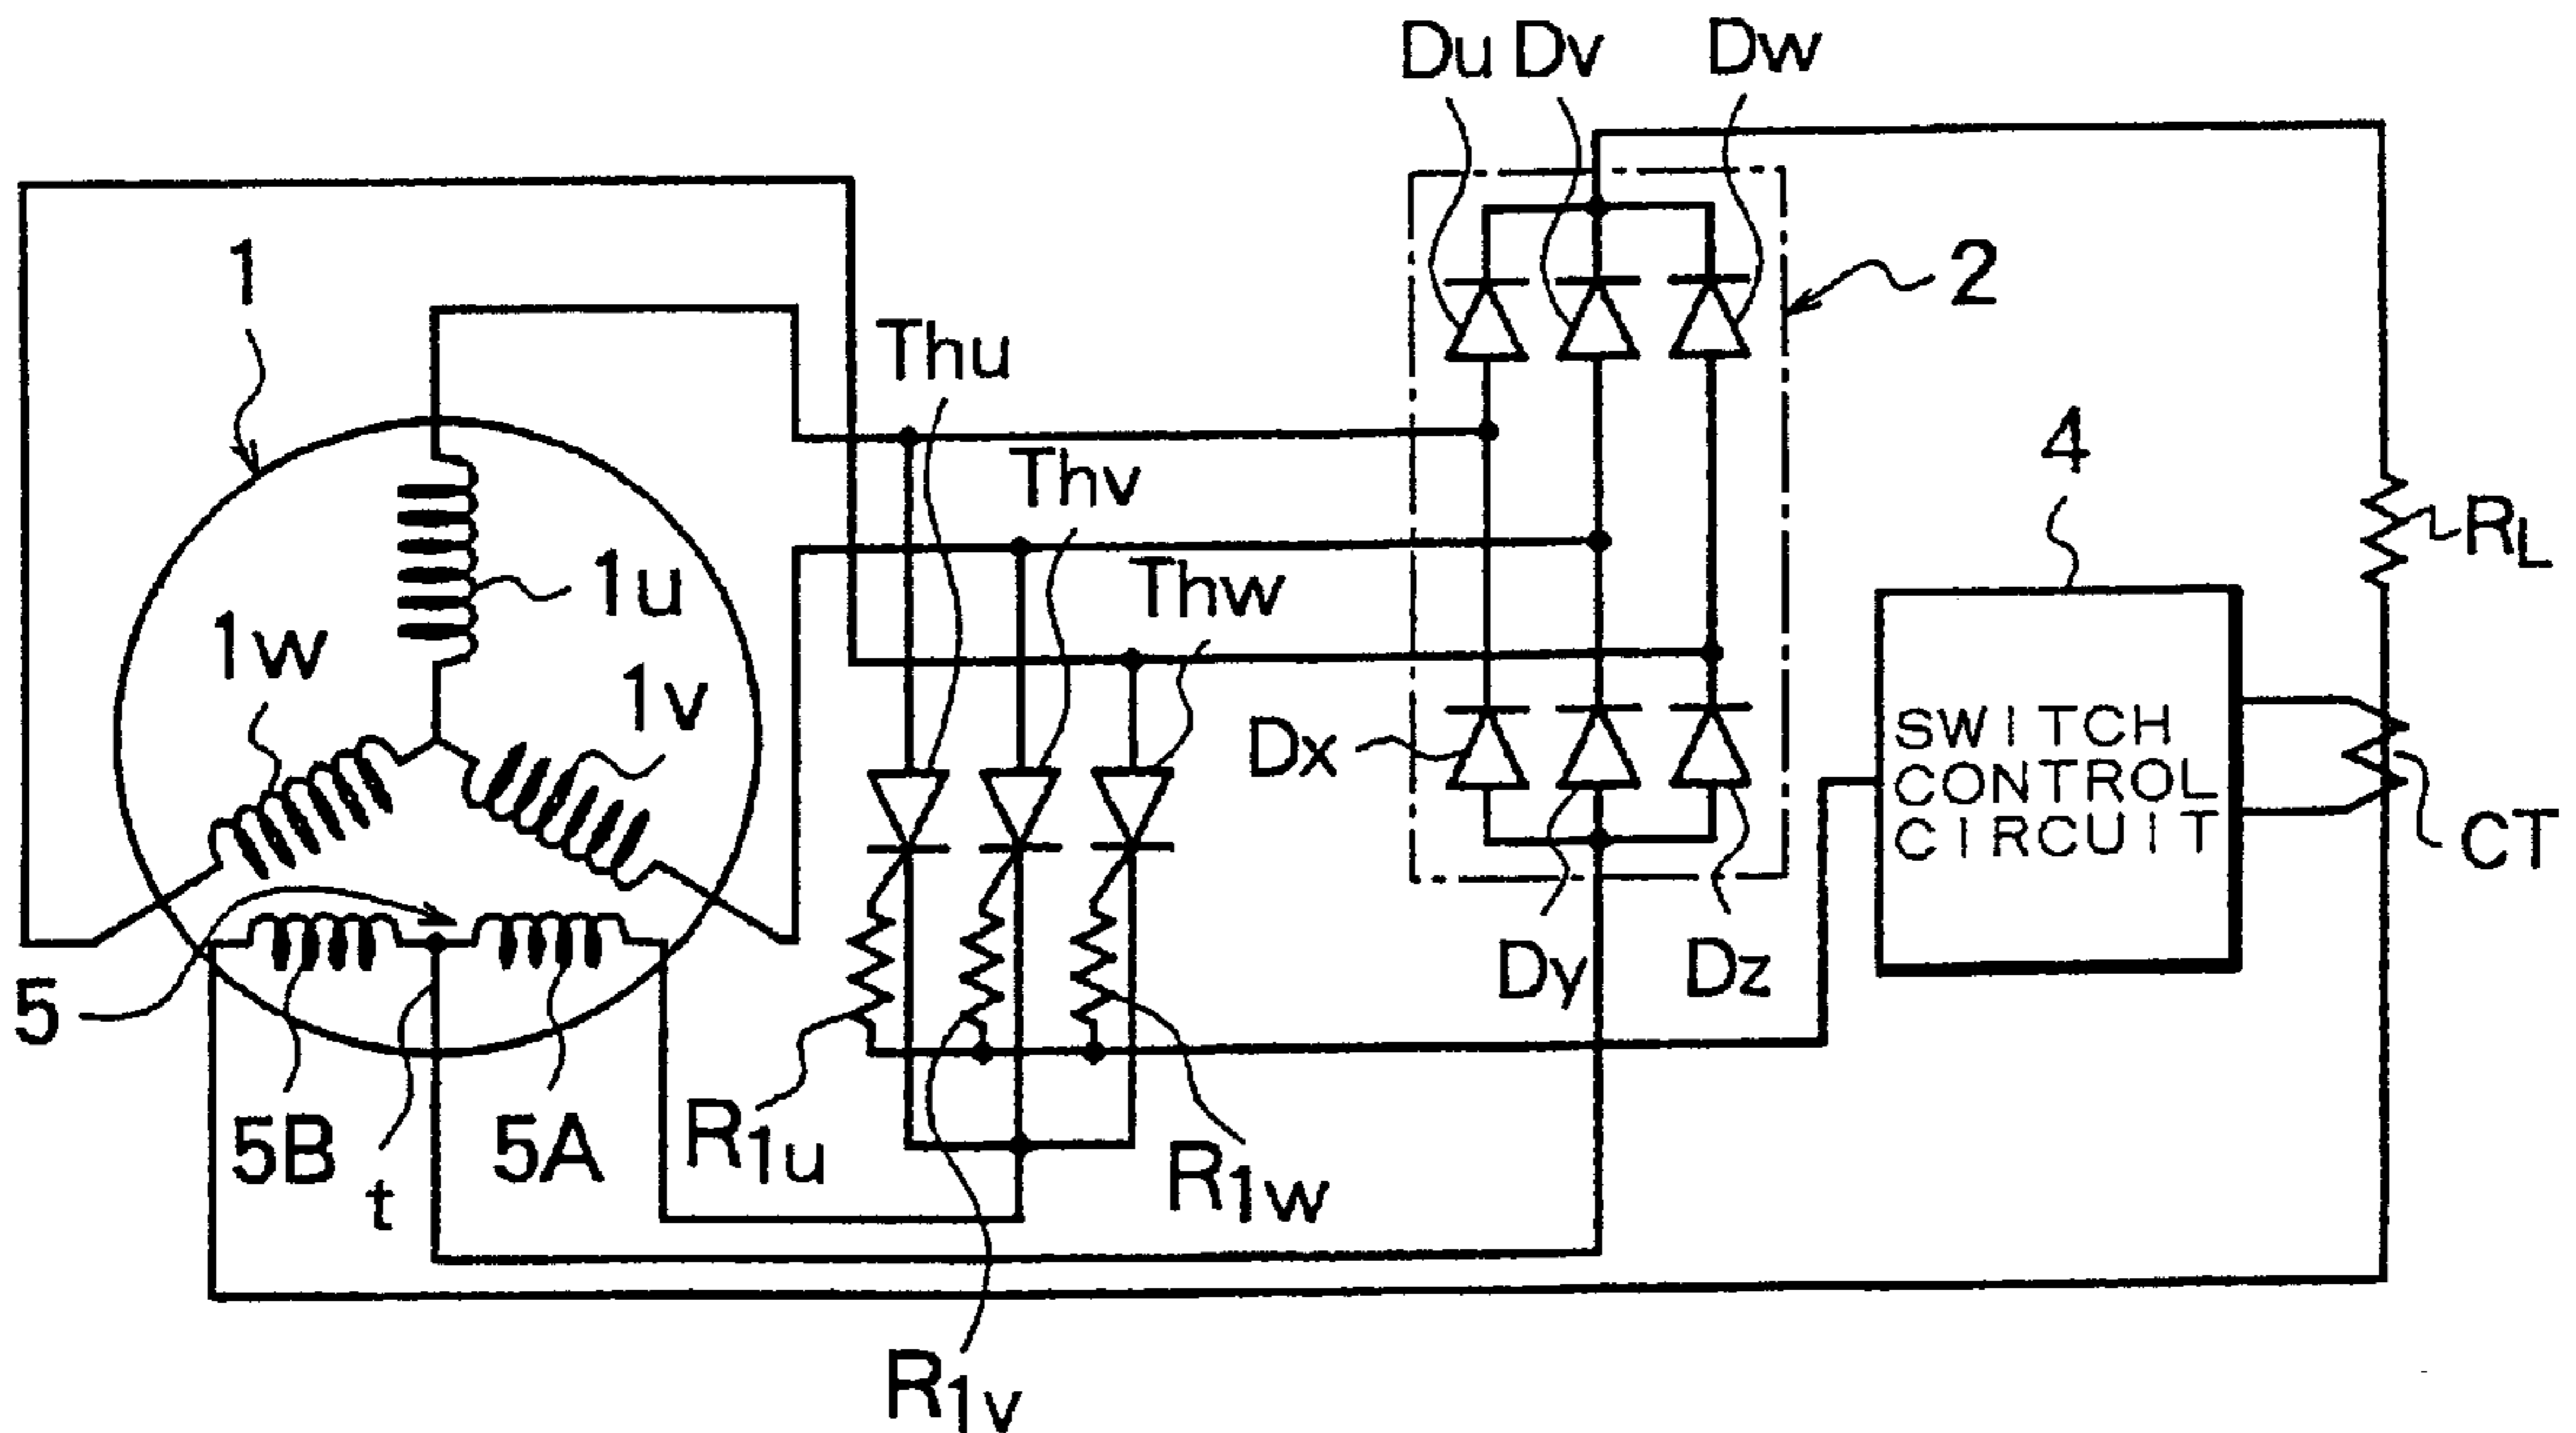 Du Dv Dw
1
2
Thu
Thv
4
Thw
RL
1u
1w
1v
Dx
SWITCH
CONTROL
CIRCUIT
CT
5
Dy Dz
5B
5A
t
R1u
R1w
R1v